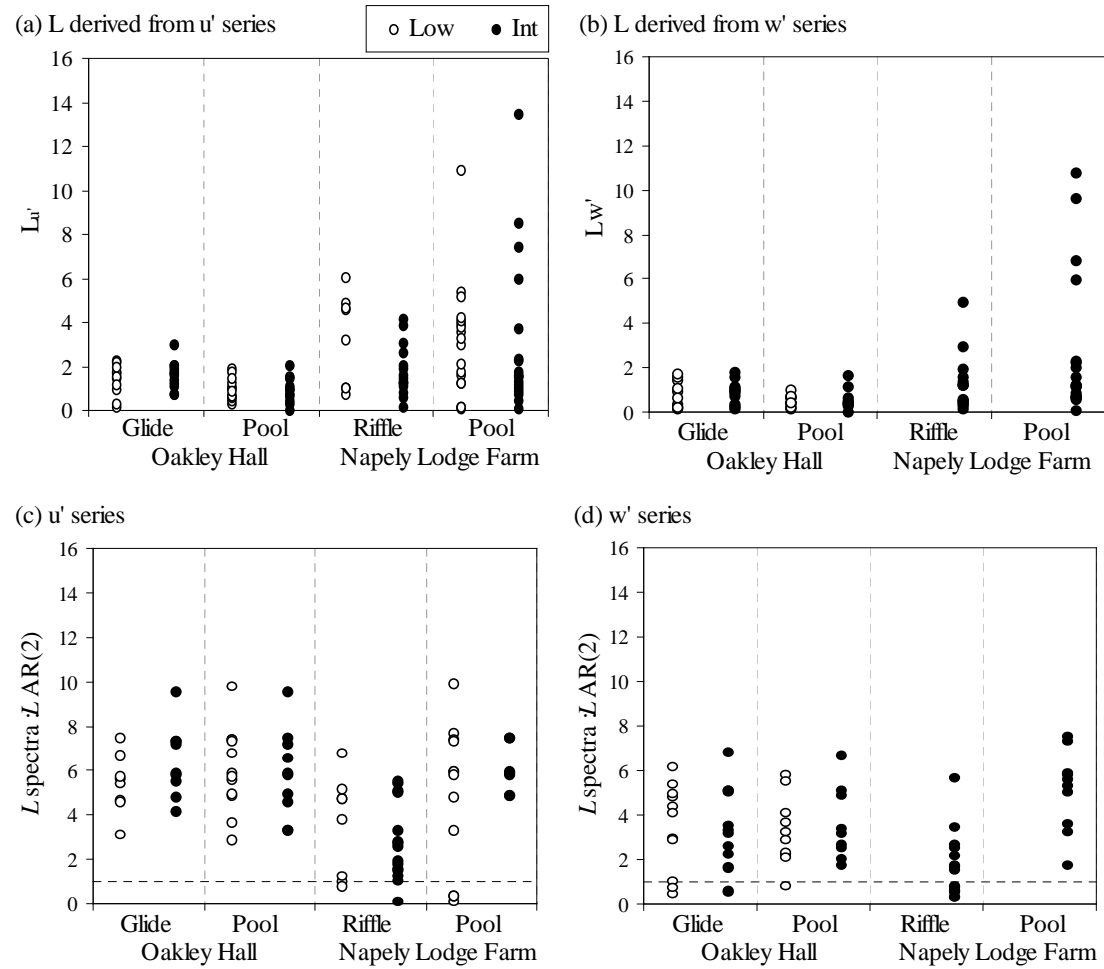 (a) L derived from u' series
Low Int
(b) L derived from w' series
16
14
12
10
8
6
4
2
0
Lu'
Glide Pool Riffle Pool
Oakley Hall Napely Lodge Farm
16
14
12
10
8
6
4
2
0
Lw'
Glide Pool Riffle Pool
Oakley Hall Napely Lodge Farm
(c) u' series
16
14
12
10
8
6
4
2
0
L spectra :L AR(2)
Glide Pool Riffle Pool
Oakley Hall Napely Lodge Farm
(d) w' series
16
14
12
10
8
6
4
2
0
L spectra :L AR(2)
Glide Pool Riffle Pool
Oakley Hall Napely Lodge Farm